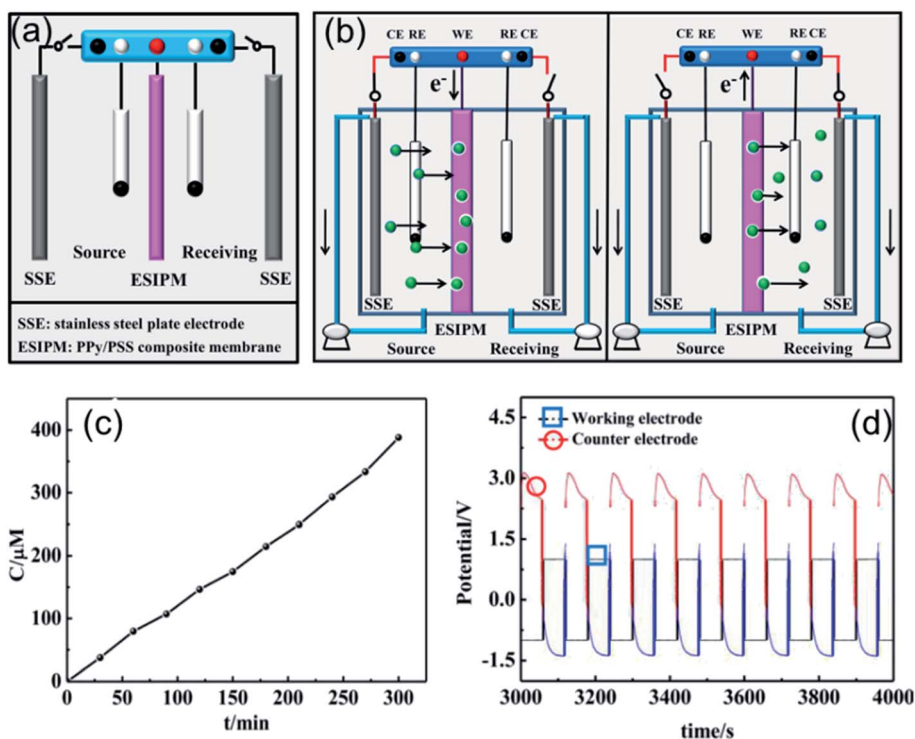 (a)
Source Receiving
SSE ESIPM SSE
SSE: stainless steel plate electrode
ESIPM: PPy/PSS composite membrane
(b)
CE RE WE RE CE
e-
SSE SSE
ESIPM
Source Receiving
CE RE WE RE CE
e-
SSE SSE
ESIPM
Source Receiving
(c)
400
300
200
100
0
C/μM
0 50 100 150 200 250 300
t/min
(d)
Working electrode
Counter electrode
4.5
3.0
1.5
0.0
-1.5
Potential/V
3000 3200 3400 3600 3800 4000
time/s